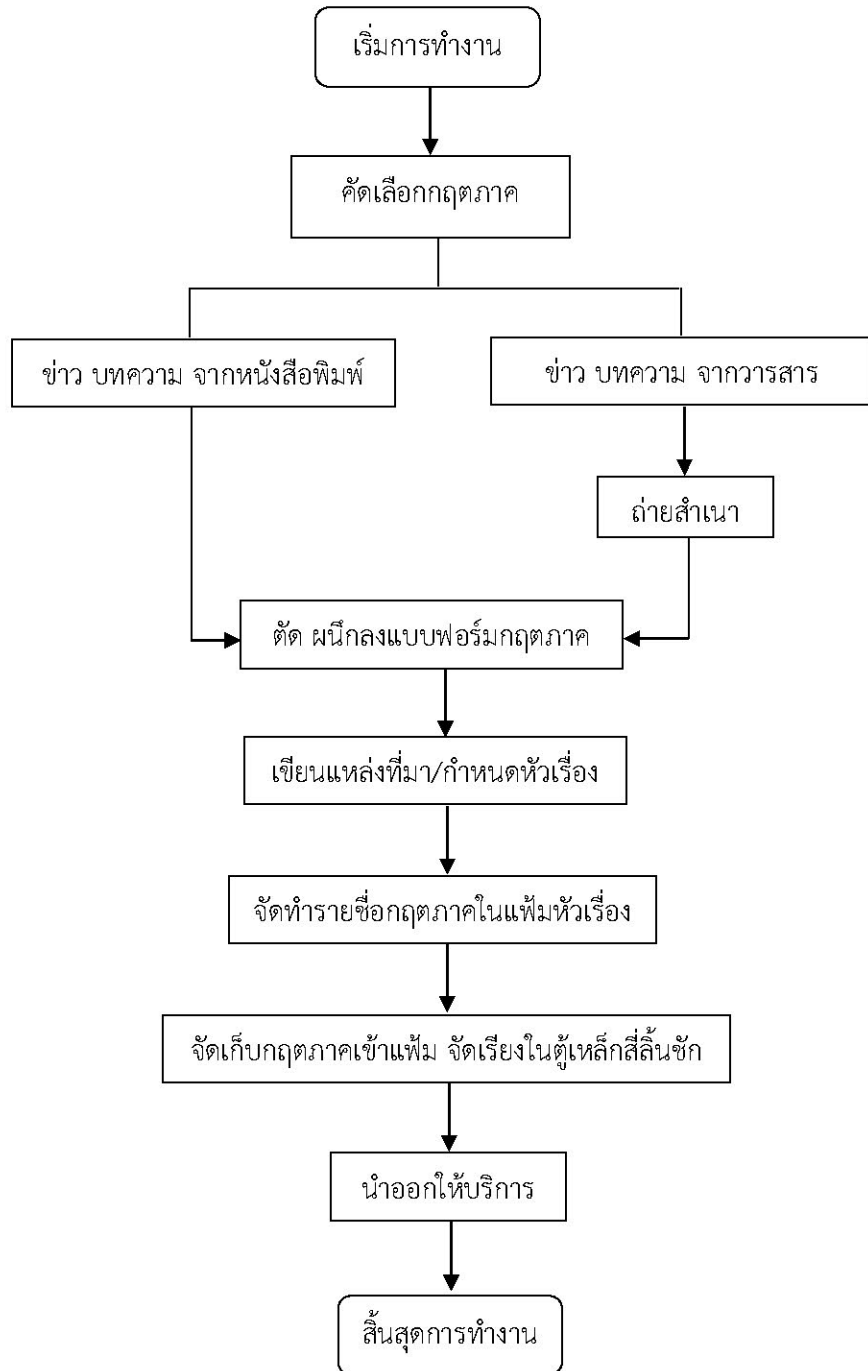 เริ่มการทำงาน
คัดเลือกกฤตภาค
ข่าว บทความ จากหนังสือพิมพ์
ข่าว บทความ จากวารสาร
ถ่ายสำเนา
ตัด ผนึกลงแบบฟอร์มกฤตภาค
เขียนแหล่งที่มา/กำหนดหัวเรื่อง
จัดทำรายชื่อกฤตภาคในแฟ้มหัวเรื่อง
จัดเก็บกฤตภาคเข้าแฟ้ม จัดเรียงในตู้เหล็กสี่ลิ้นชัก
นำออกให้บริการ
สิ้นสุดการทำงาน